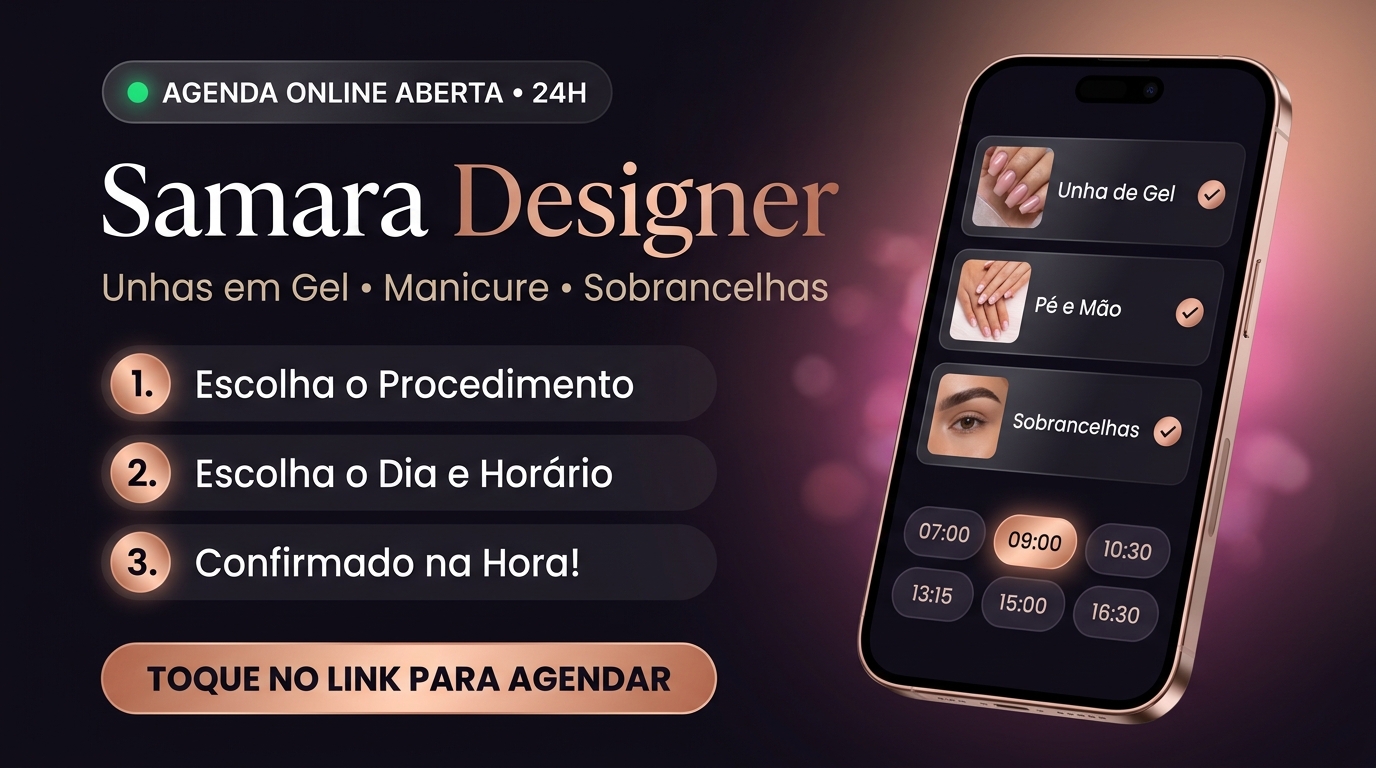 AGENDA ONLINE ABERTA • 24H
Samara Designer
Unhas em Gel • Manicure • Sobrancelhas
1. Escolha o Procedimento
2. Escolha o Dia e Horário
3. Confirmado na Hora!
TOQUE NO LINK PARA AGENDAR
Unha de Gel
Pé e Mão
Sobrancelhas
07:00 09:00 10:30
13:15 15:00 16:30